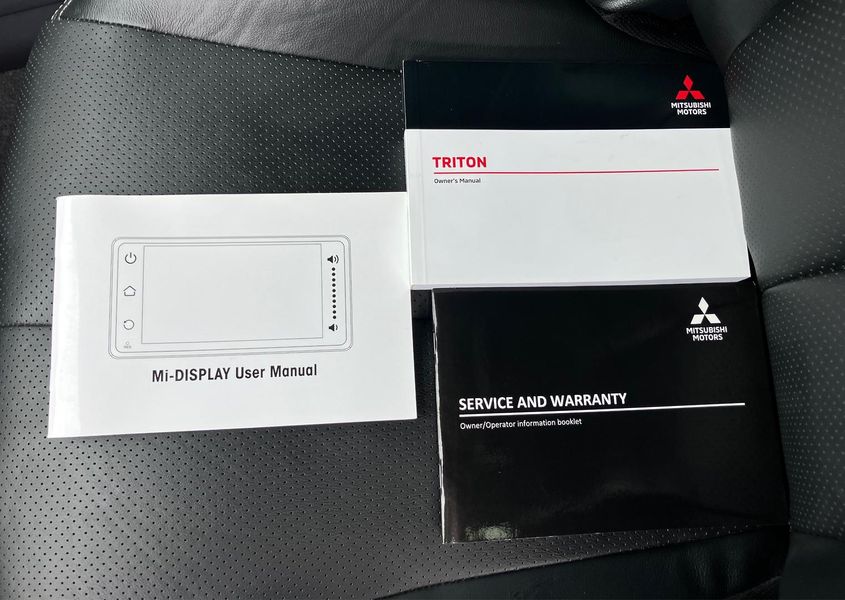 MITSUBISHI
MOTORS
TRITON
Owner's Manual
Mi-DISPLAY User Manual
MITSUBISHI
MOTORS
SERVICE AND WARRANTY
Owner/Operator information booklet